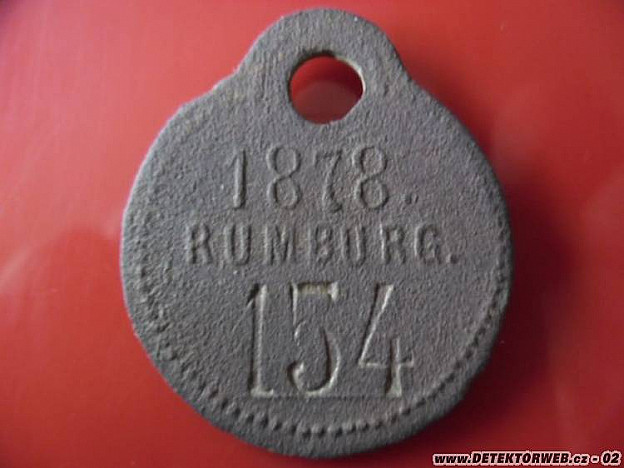 1878.
RUMBURG.
154
www.DETEKTORWEB.cz - 02